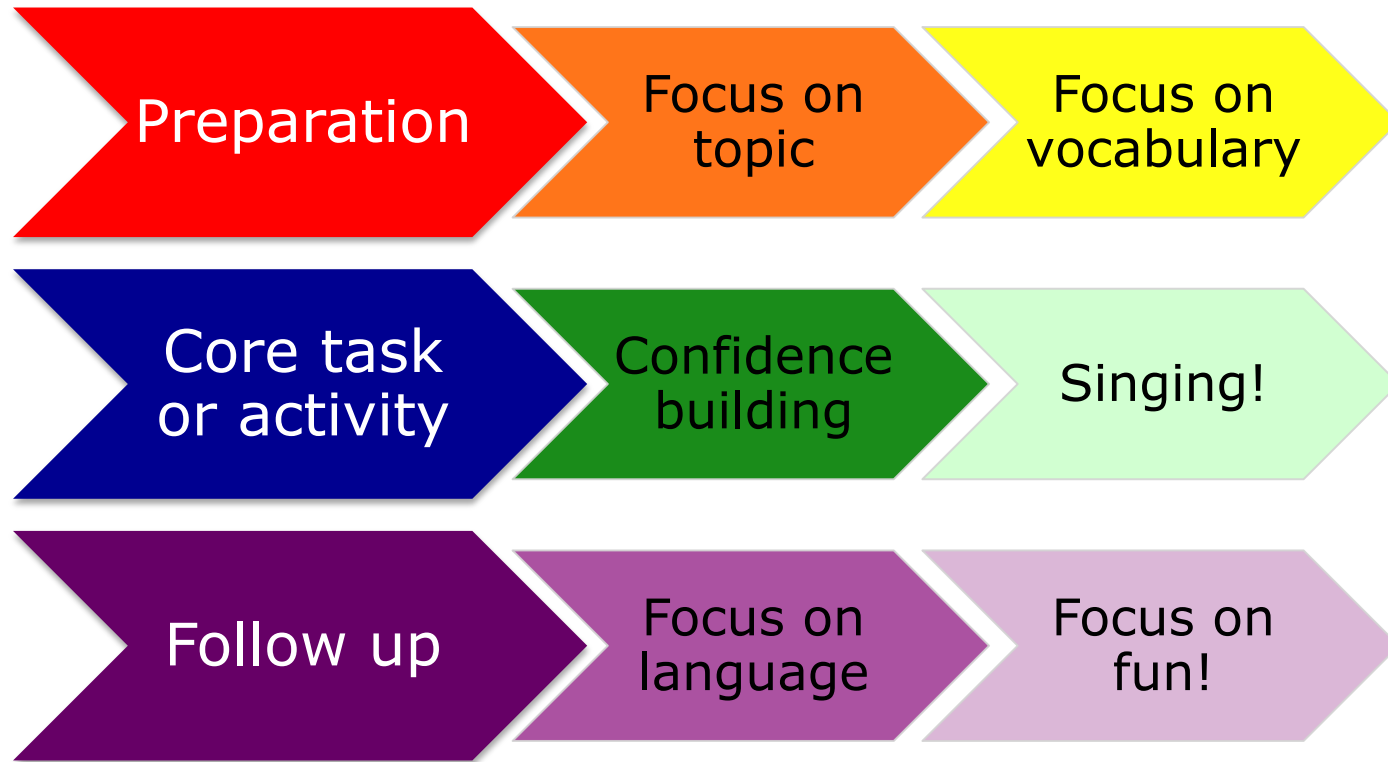 Preparation
Focus on
topic
Focus on
vocabulary
Core task
or activity
Confidence
building
Singing!
Follow up
Focus on
language
Focus on
fun!